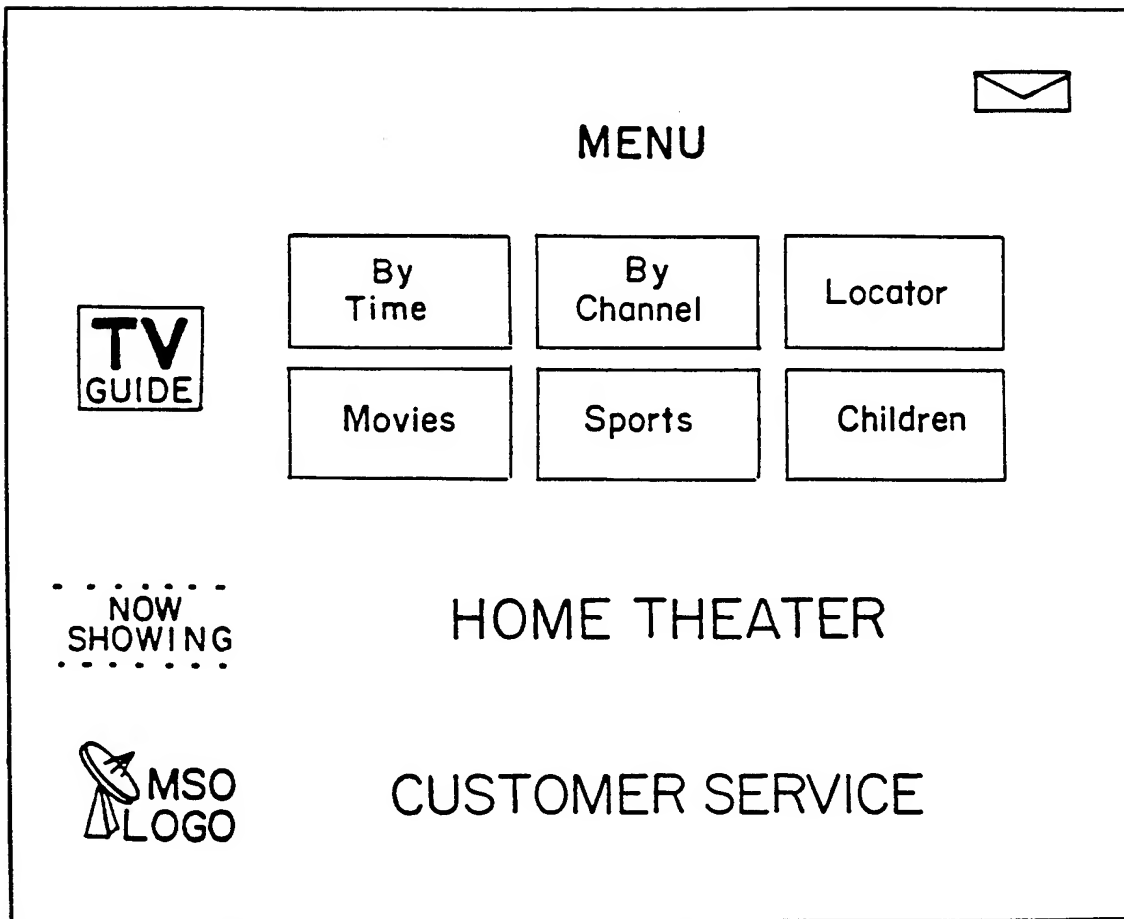 MENU
By
Time
By
Channel
Locator
TV
GUIDE
Movies
Sports
Children
NOW
SHOWING
HOME THEATER
MSO
LOGO
CUSTOMER SERVICE